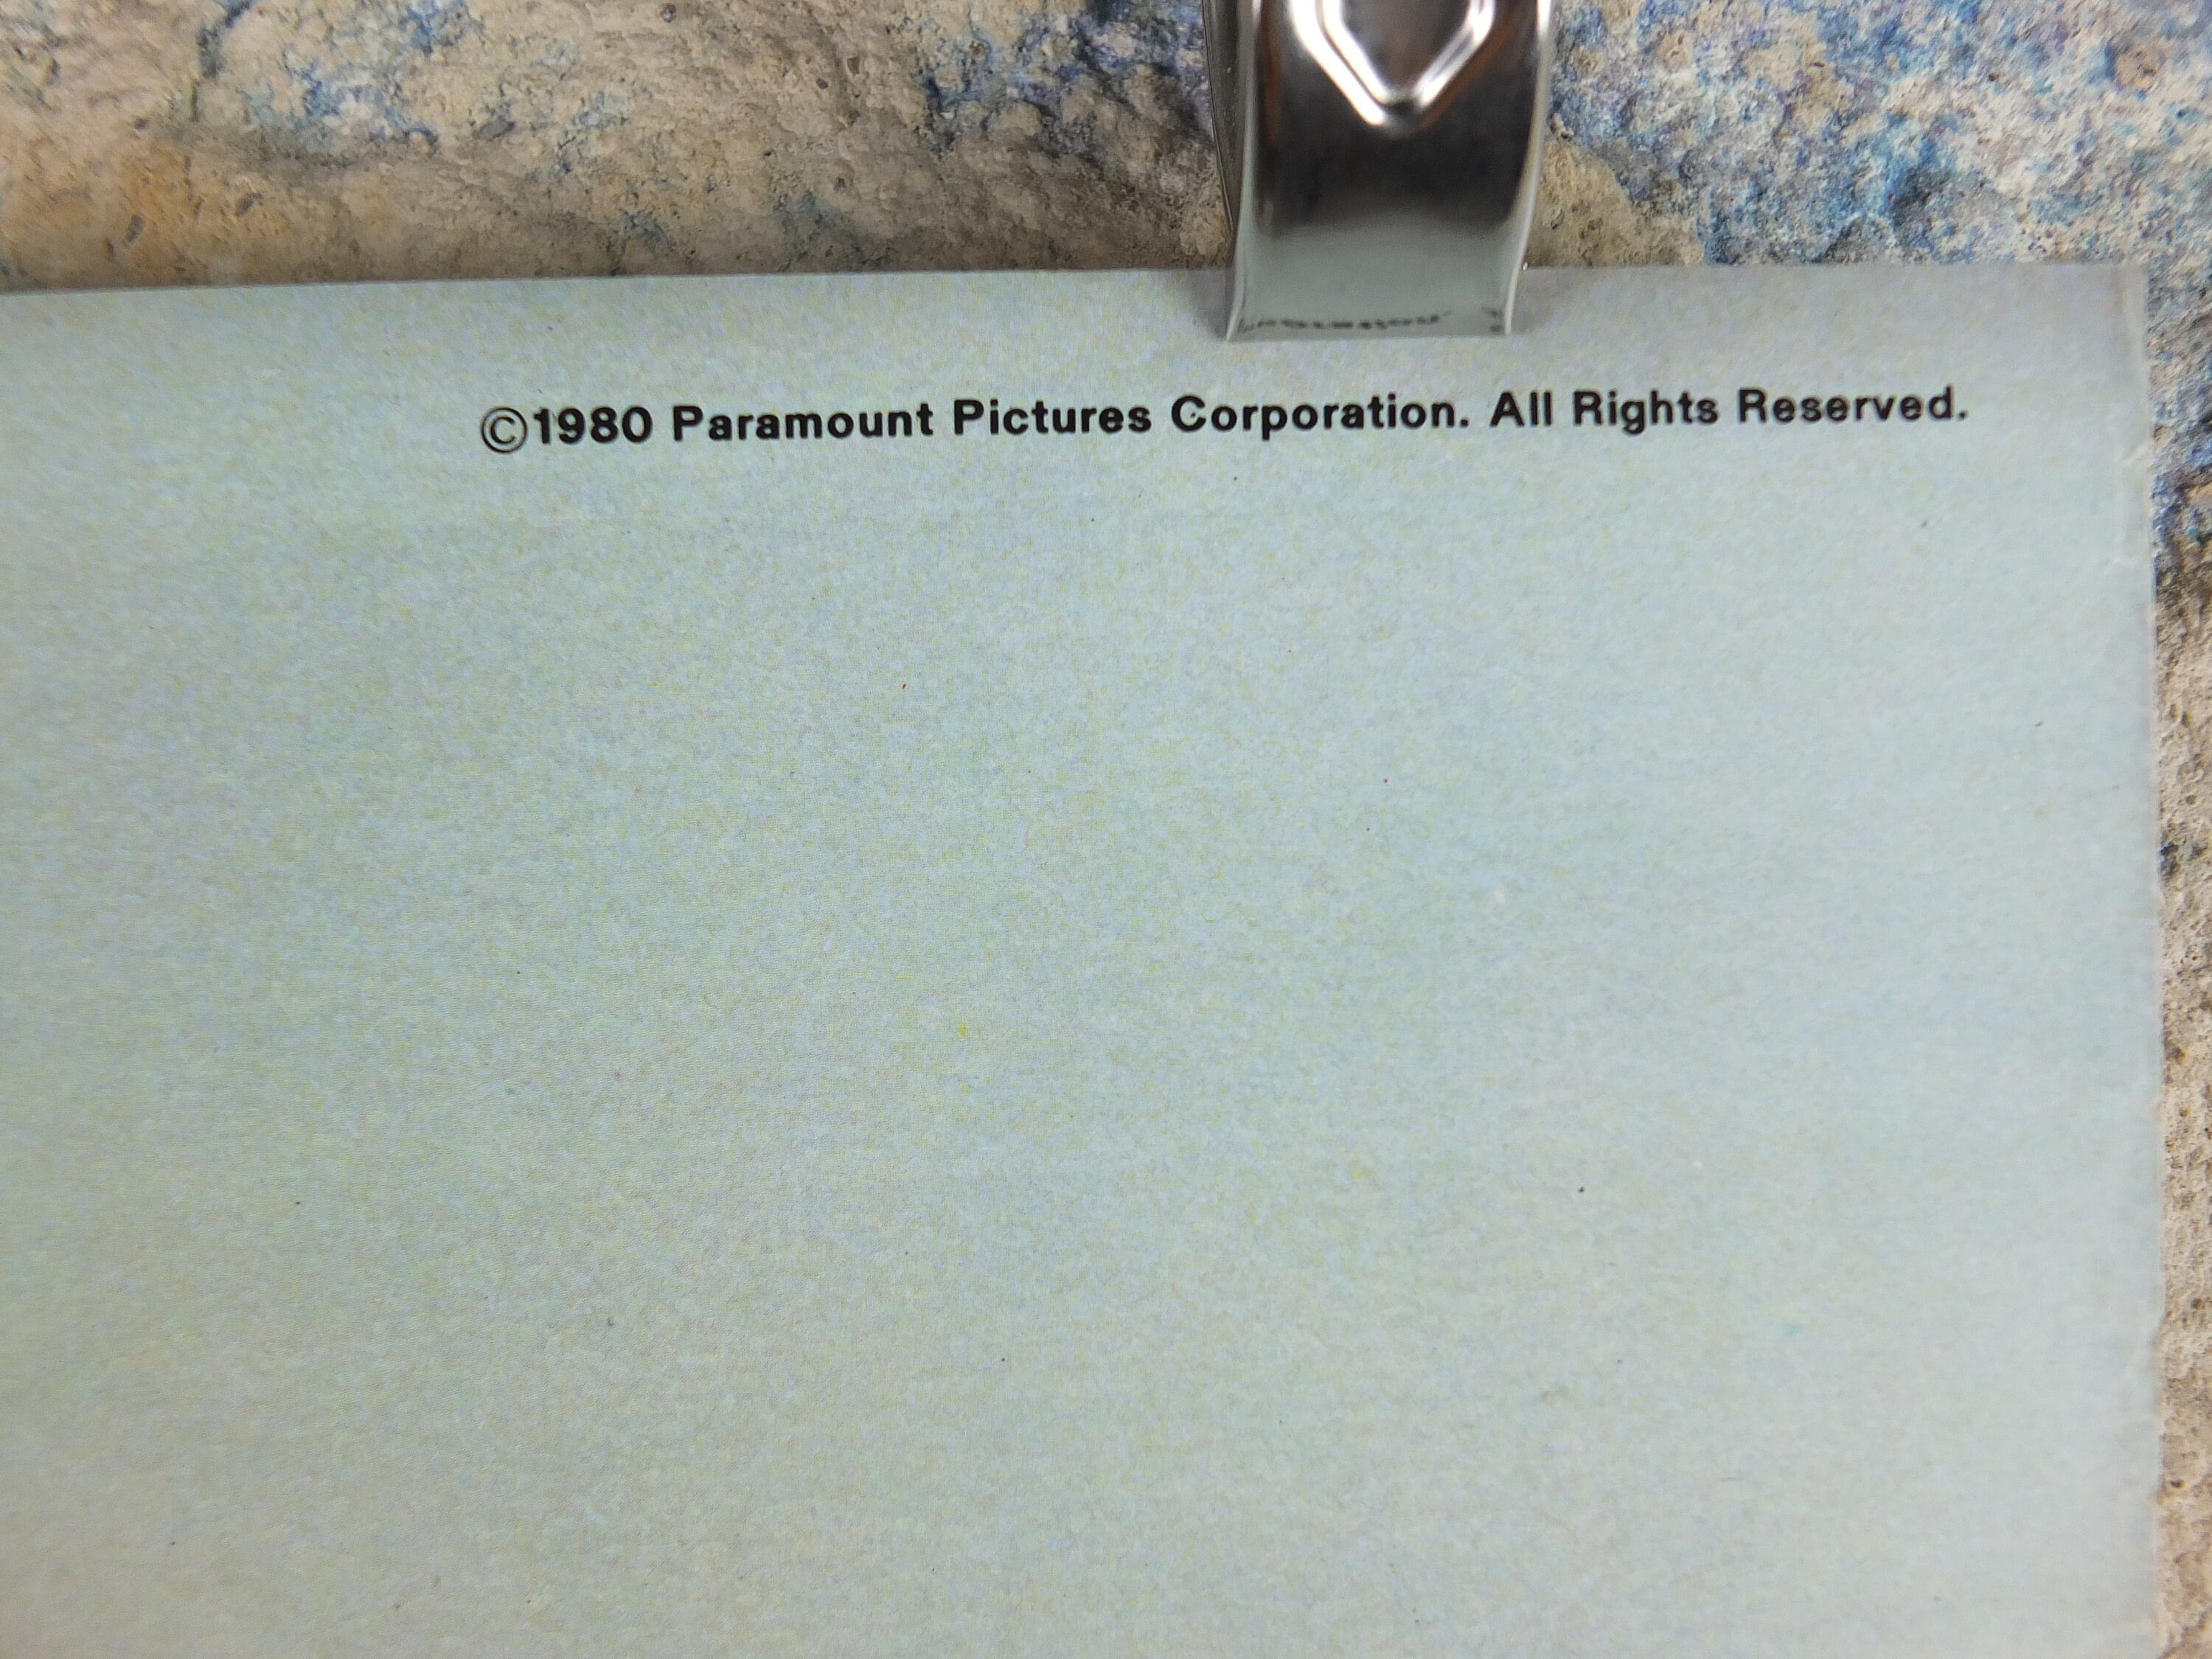 ©1980 Paramount Pictures Corporation. All Rights Reserved.